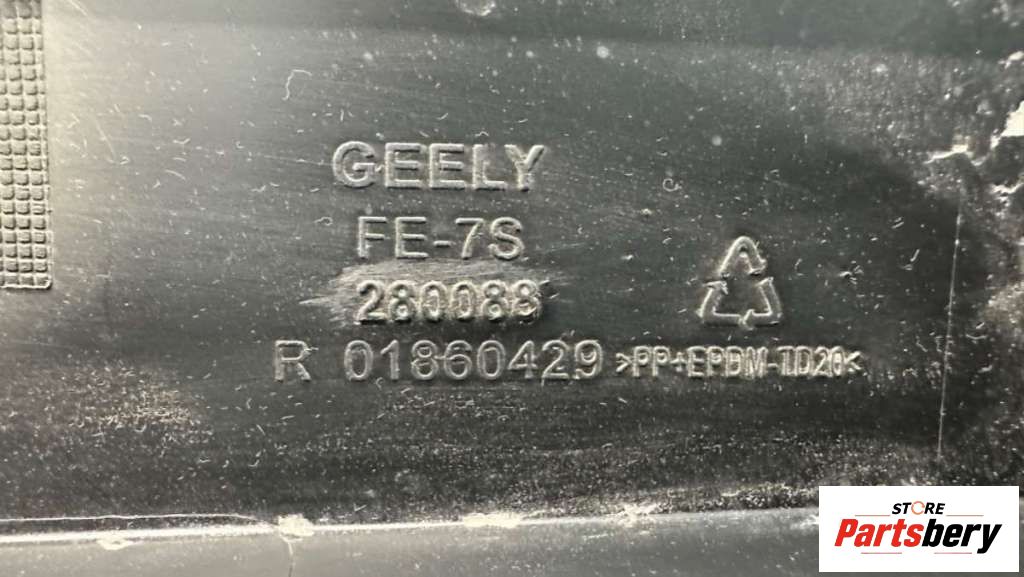 GEELY
FE-7S
280088
R 01860429 >PP+EPDM-TD20<
STORE
Partsbery